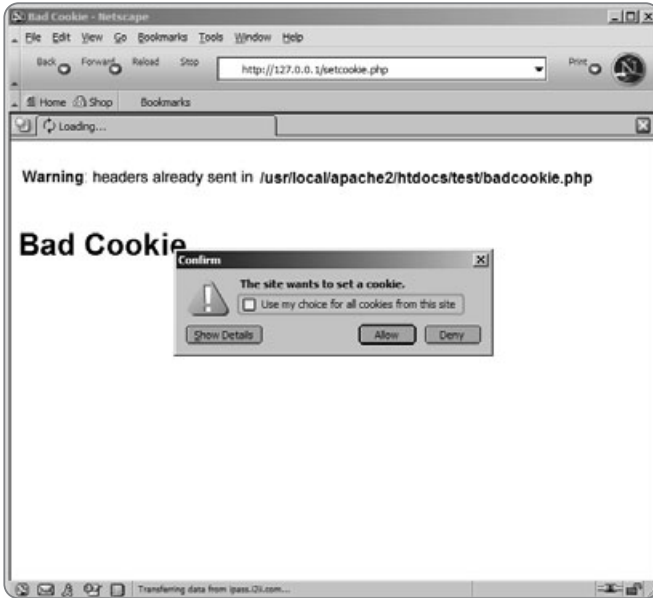 Bad Cookie - Netscape
File Edit View Go Bookmarks Tools Window Help
Back Forward Reload Stop http://127.0.0.1/setcookie.php Print N
Home Shop Bookmarks
Loading...
Warning: headers already sent in /usr/local/apache2/htdocs/test/badcookie.php
Bad Cookie
Confirm
The site wants to set a cookie.
Use my choice for all cookies from this site
Show Details Allow Deny
Transferring data from